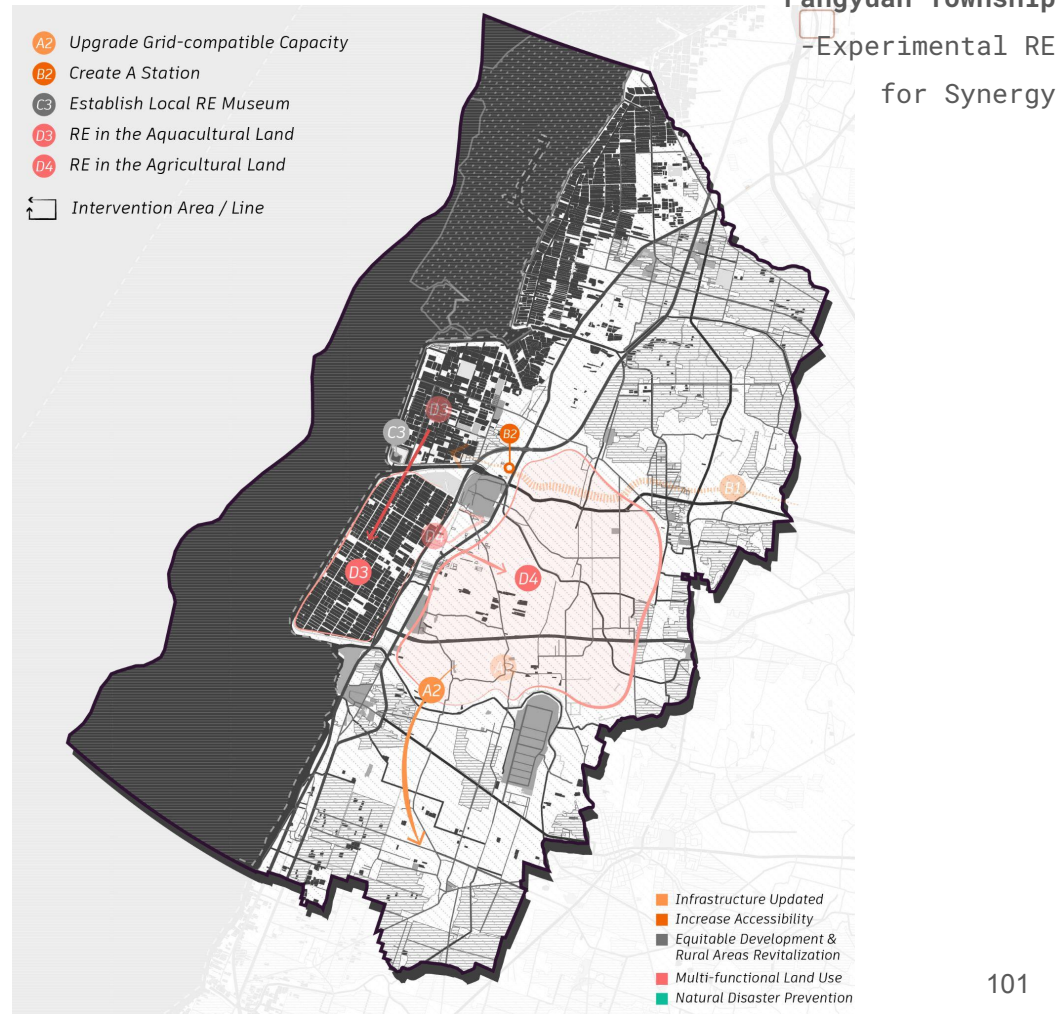 Fangyuan Township
-Experimental RE
for Synergy
A2 Upgrade Grid-compatible Capacity
B2 Create A Station
C3 Establish Local RE Museum
D3 RE in the Aquacultural Land
D4 RE in the Agricultural Land
Intervention Area / Line
D3
C3
B2
B1
D4
D3
D4
A2
Infrastructure Updated
Increase Accessibility
Equitable Development &
Rural Areas Revitalization
Multi-functional Land Use
Natural Disaster Prevention
101